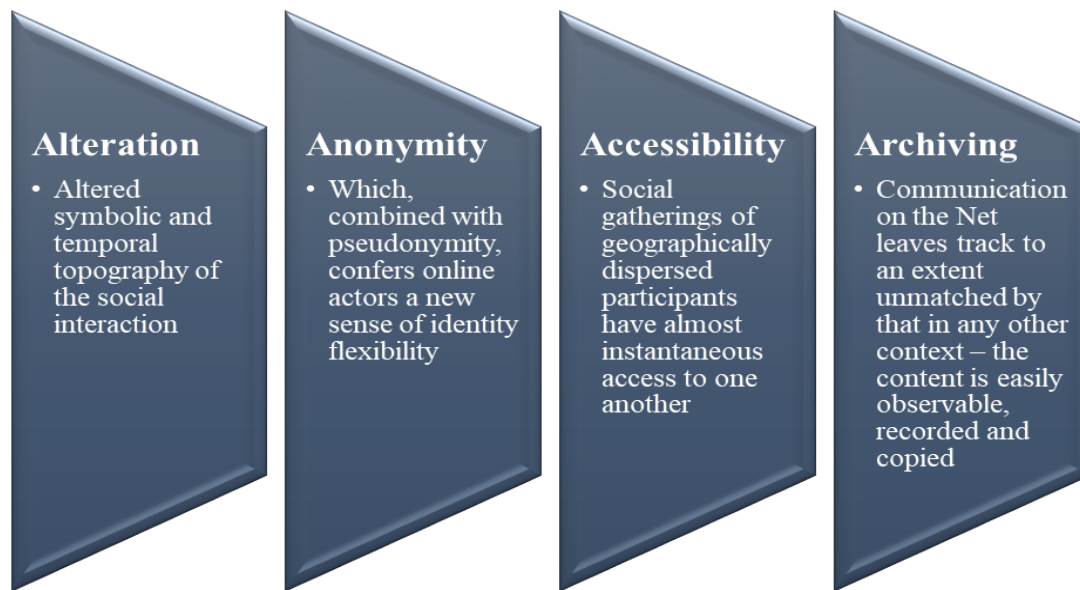 Alteration
• Altered
symbolic and
temporal
topography of
the social
interaction
Anonymity
• Which,
combined with
pseudonymity,
confers online
actors a new
sense of identity
flexibility
Accessibility
• Social
gatherings of
geographically
dispersed
participants
have almost
instantaneous
access to one
another
Archiving
• Communication
on the Net
leaves track to
an extent
unmatched by
that in any other
context – the
content is easily
observable,
recorded and
copied